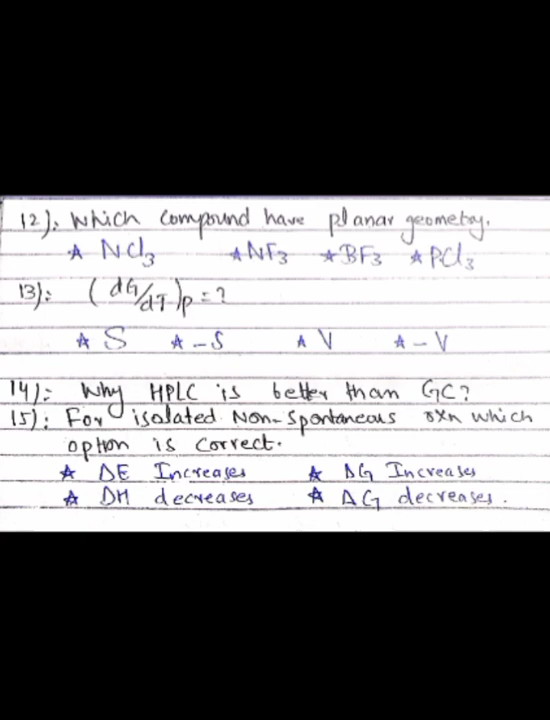 12): Which compound have planar geometry.
☆ NCl₃ ☆ NF₃ ☆ BF₃ ☆ PCl₃
13): (dG/dT)p = ?
☆ S ☆ -S ☆ V ☆ -V
14): Why HPLC is better than GC?
15): For isolated Non-Spontaneous rxn which
option is correct.
☆ ΔE Increases ☆ ΔG Increases
☆ ΔH decreases ☆ ΔG decreases.